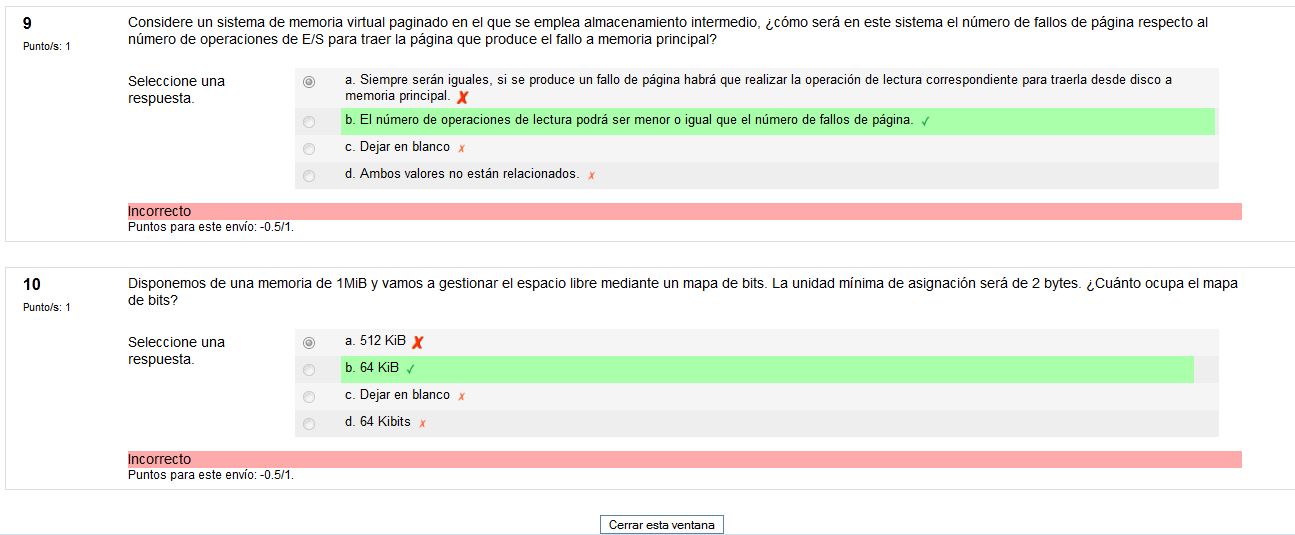 9
Punto/s: 1
Considere un sistema de memoria virtual paginado en el que se emplea almacenamiento intermedio, ¿cómo será en este sistema el número de fallos de página respecto al
número de operaciones de E/S para traer la página que produce el fallo a memoria principal?
Seleccione una
respuesta.
a. Siempre serán iguales, si se produce un fallo de página habrá que realizar la operación de lectura correspondiente para traerla desde disco a
memoria principal. ✗
b. El número de operaciones de lectura podrá ser menor o igual que el número de fallos de página. ✓
c. Dejar en blanco ✗
d. Ambos valores no están relacionados. ✗
Incorrecto
Puntos para este envío: -0.5/1.
10
Punto/s: 1
Disponemos de una memoria de 1MiB y vamos a gestionar el espacio libre mediante un mapa de bits. La unidad mínima de asignación será de 2 bytes. ¿Cuánto ocupa el mapa
de bits?
Seleccione una
respuesta.
a. 512 KiB ✗
b. 64 KiB ✓
c. Dejar en blanco ✗
d. 64 Kibits ✗
Incorrecto
Puntos para este envío: -0.5/1.
Cerrar esta ventana